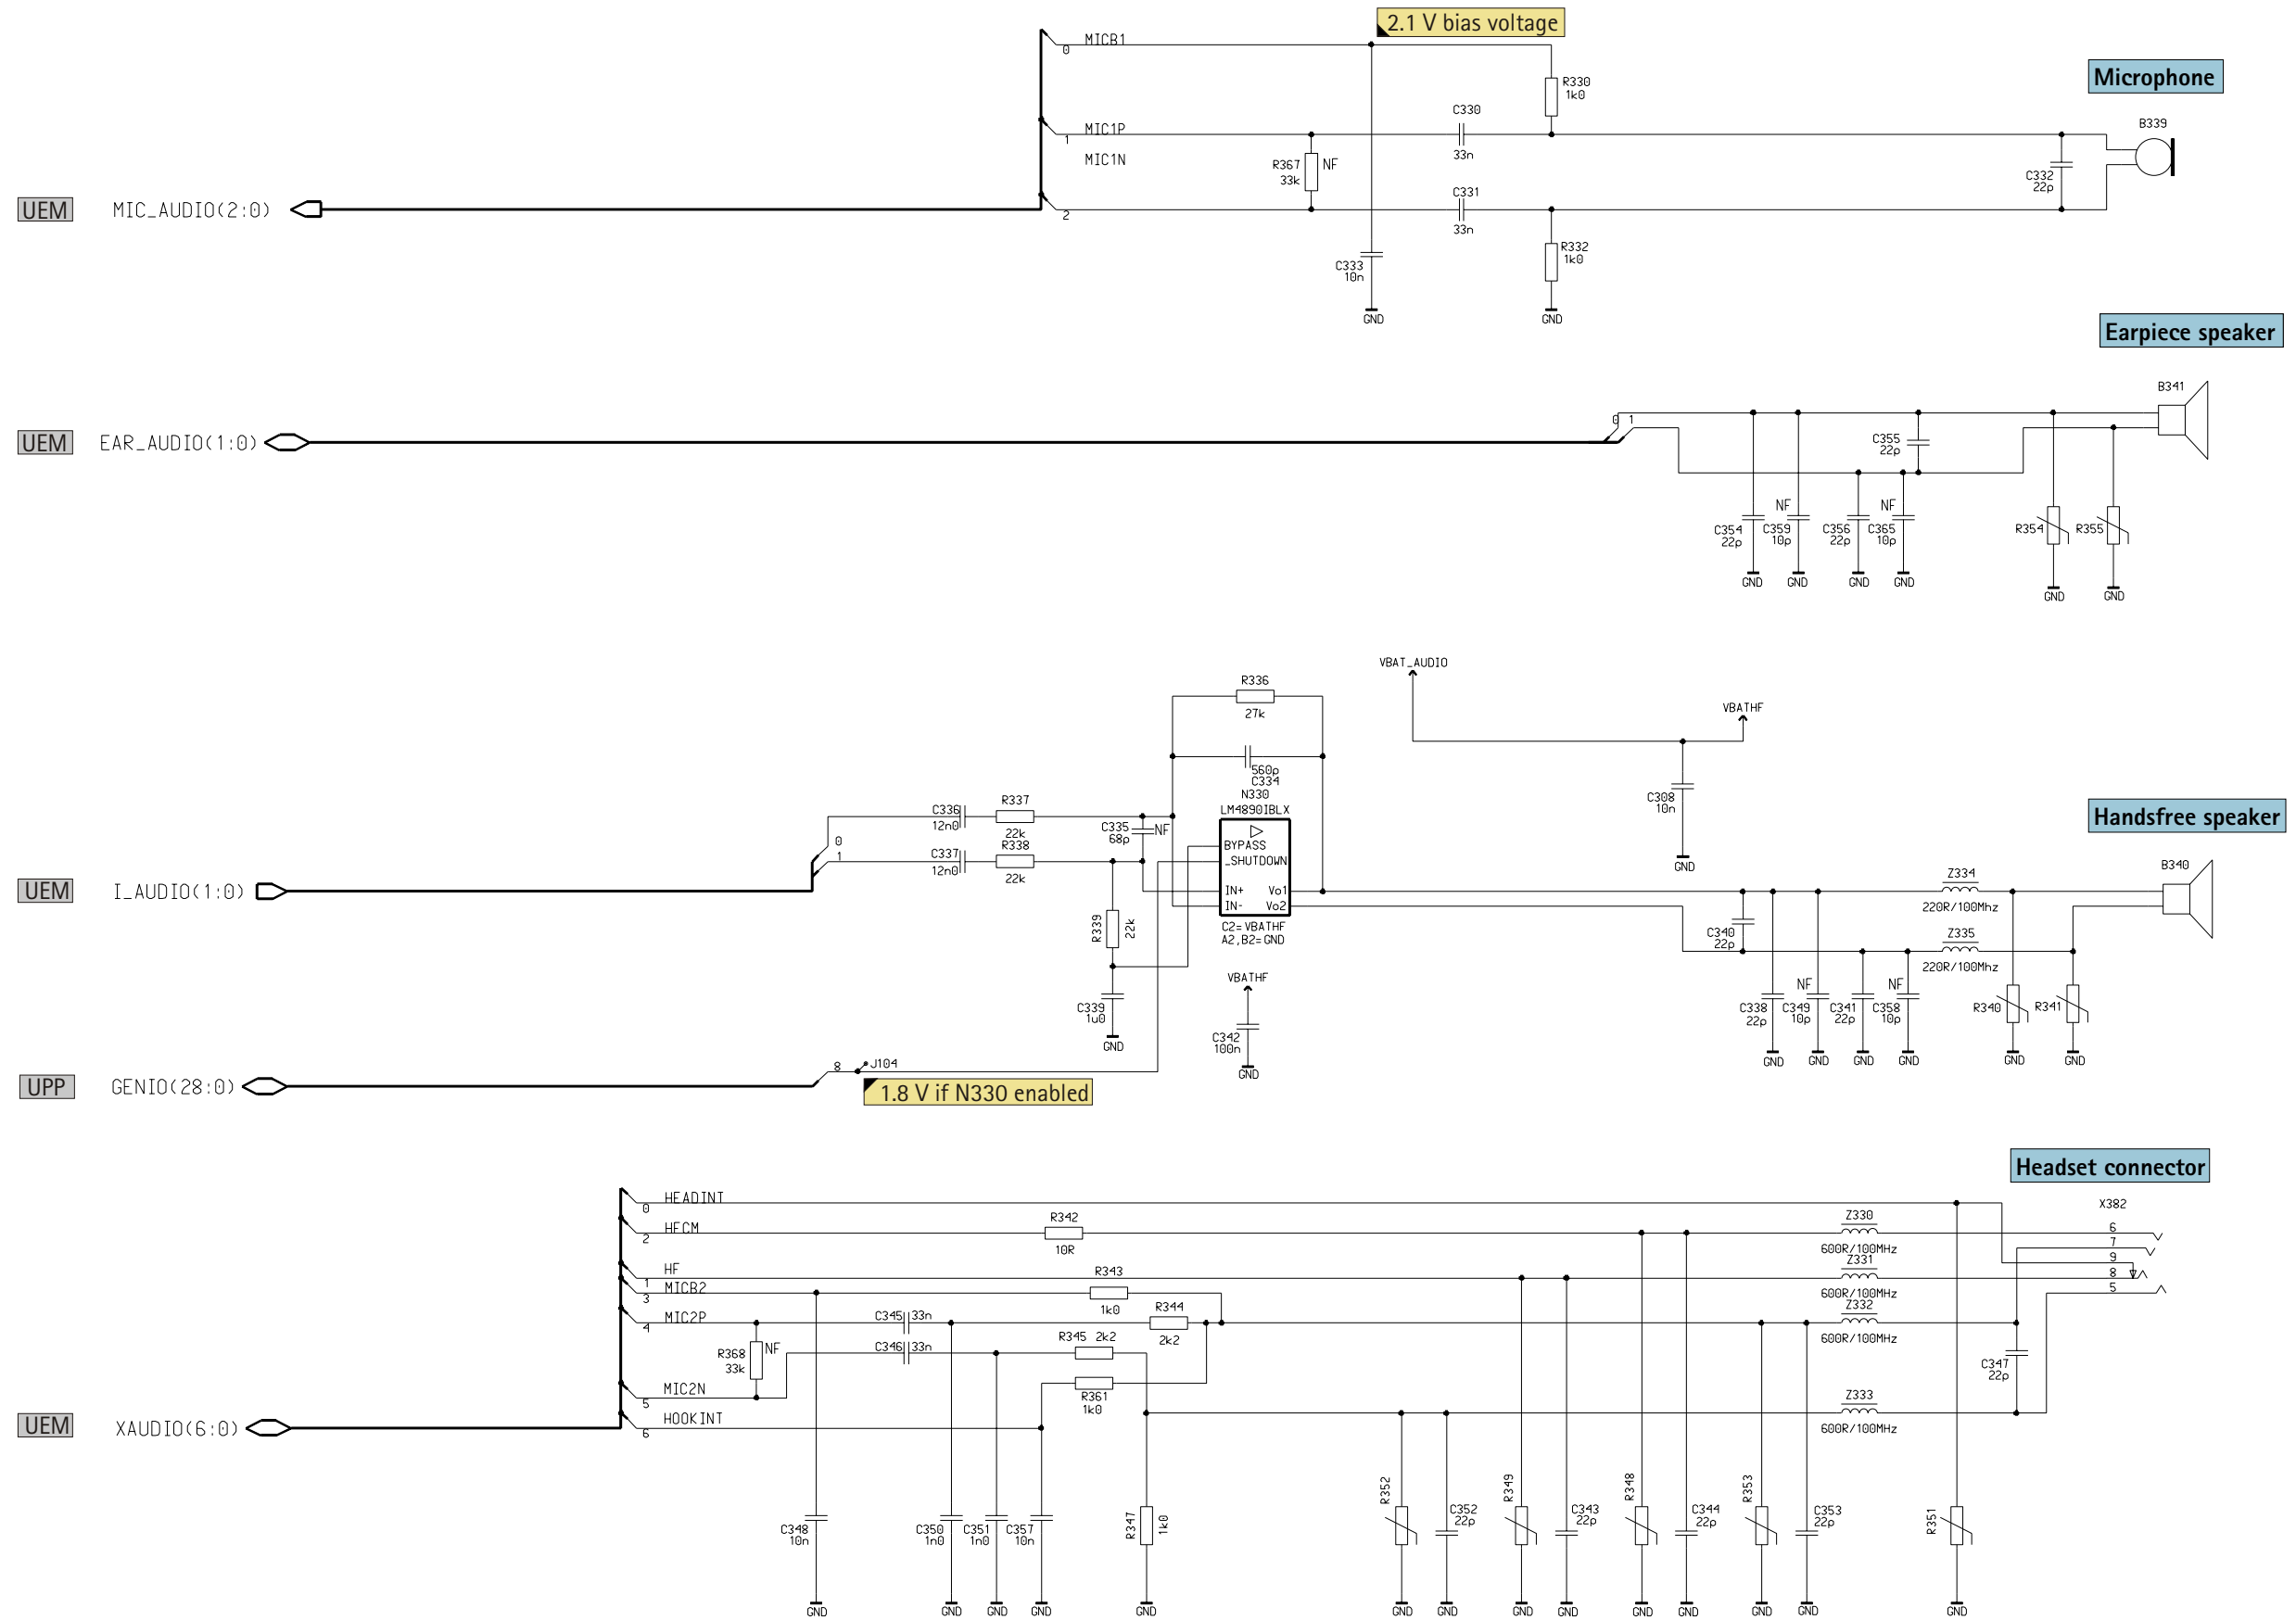 2.1 V bias voltage
MICB1
0
R330
1k0
Microphone
C330
33n
B339
MIC1P
1
MIC1N
R367
33k
NF
C332
22p
C331
33n
UEM
MIC_AUDIO(2:0)
2
R332
1k0
C333
10n
GND
GND
Earpiece speaker
B341
0
1
UEM
EAR_AUDIO(1:0)
C355
22p
C354
22p
NF
C359
10p
C356
22p
NF
C365
10p
R354
R355
GND
GND
GND
GND
GND
GND
VBAT_AUDIO
R336
27k
VBATHF
560p
C334
N330
LM4890IBLX
C308
10n
GND
Handsfree speaker
C336
12n0
R337
22k
C335
68p
NF
0
1
C337
12n0
R338
22k
BYPASS
_SHUTDOWN
IN+
Vo1
IN-
Vo2
C2=VBATHF
A2,B2=GND
UEM
I_AUDIO(1:0)
R339
22k
B340
Z334
220R/100Mhz
C340
22p
Z335
220R/100Mhz
VBATHF
C339
1u0
GND
C342
100n
GND
C338
22p
NF
C349
10p
C341
22p
NF
C358
10p
R340
R341
GND
GND
GND
GND
GND
GND
UPP
GENIO(28:0)
8
J104
1.8 V if N330 enabled
Headset connector
X382
HEADINT
0
HFCM
2
R342
10R
Z330
600R/100MHz
6
7
9
8
5
HF
1
R343
1k0
Z331
600R/100MHz
MICB2
3
MIC2P
4
C345
33n
R344
2k2
Z332
600R/100MHz
R368
33k
NF
C346
33n
R345 2k2
C347
22p
MIC2N
5
R361
1k0
Z333
600R/100MHz
HOOKINT
6
UEM
XAUDIO(6:0)
C348
10n
C350
1n0
C351
1n0
C357
10n
R347
1k0
R352
C352
22p
R349
C343
22p
R348
C344
22p
R353
C353
22p
R351
GND
GND
GND
GND
GND
GND
GND
GND
GND
GND
GND
GND
GND
GND